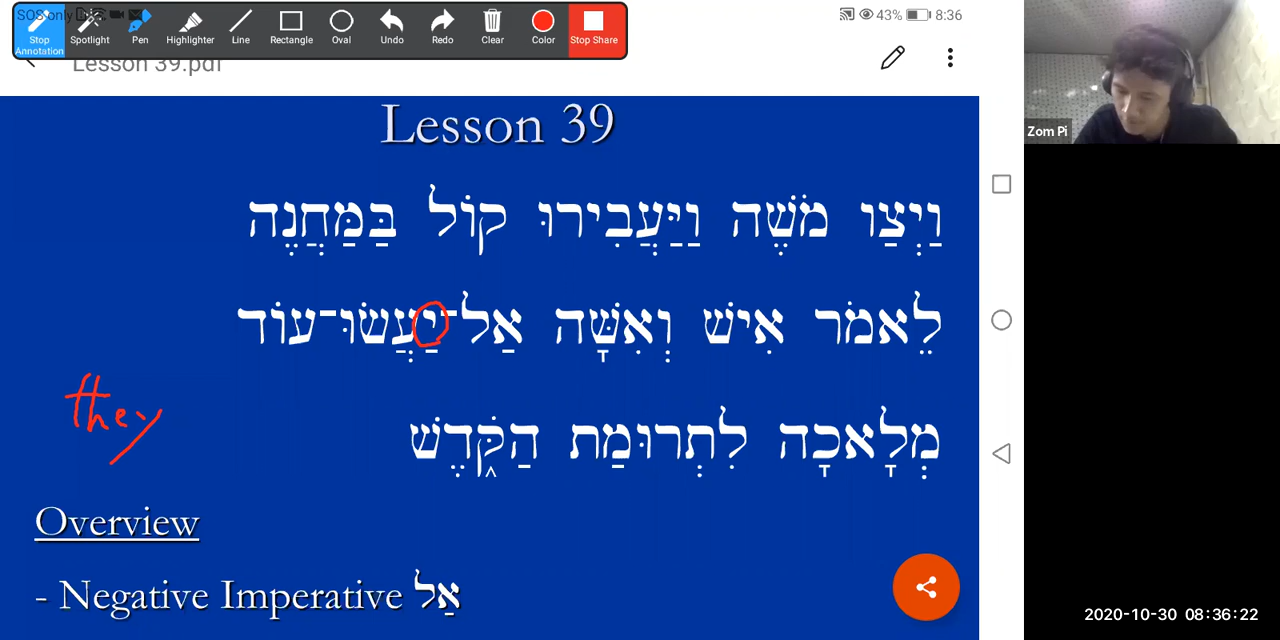 SOS only 43% 8:36
Stop Annotation Spotlight Pen Highlighter Line Rectangle Oval Undo Redo Clear Color Stop Share
Lesson 39.pdf
Zom Pi
Lesson 39
וַיְצַו מֹשֶׁה וַיַּעֲבִירוּ קוֹל בַּמַּחֲנֶה
לֵאמֹר אִישׁ וְאִשָּׁה אַל־יַעֲשׂוּ־עוֹד
they
מְלָאכָה לִתְרוּמַת הַקֹּ֑דֶשׁ
Overview
- Negative Imperative אַל
2020-10-30 08:36:22